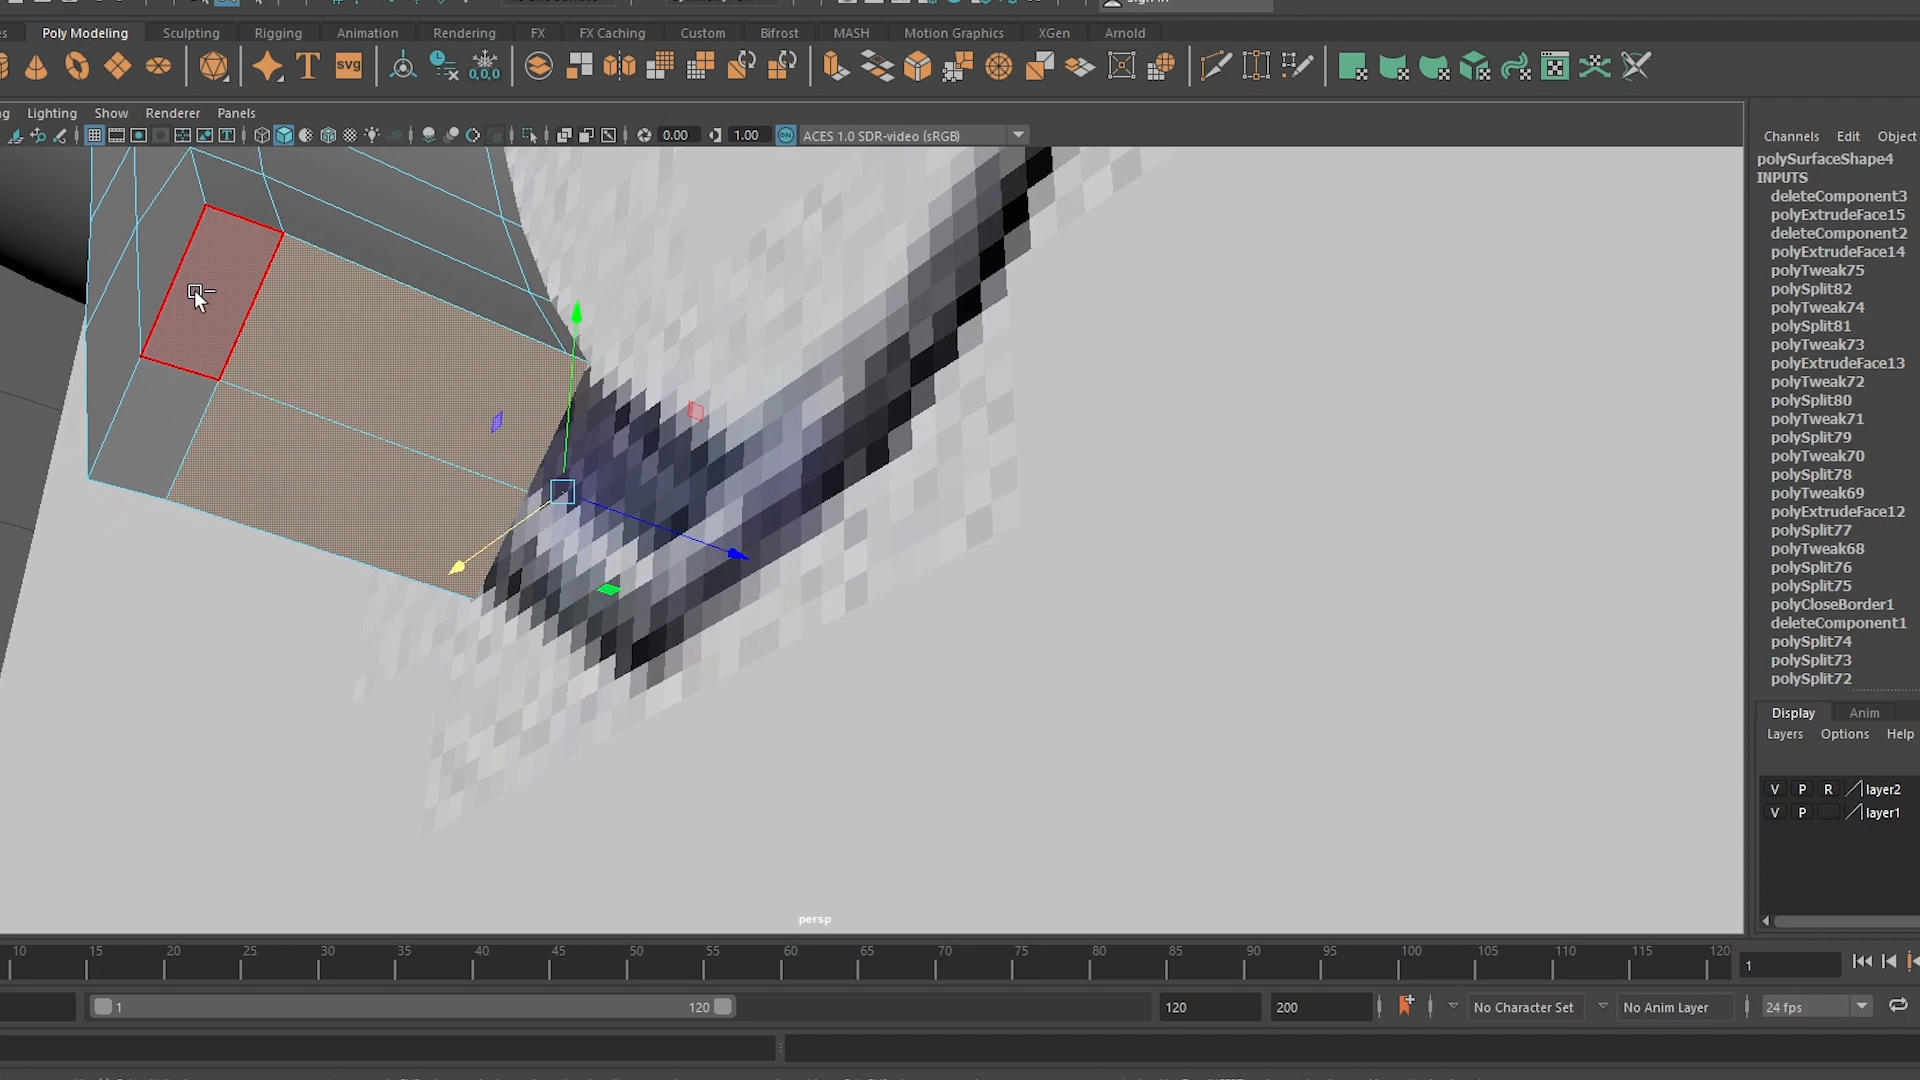 Poly Modeling Sculpting Rigging Animation Rendering FX FX Caching Custom Bifrost MASH Motion Graphics XGen Arnold
svg 0,0,0
Lighting Show Renderer Panels
0.00 1.00 ON ACES 1.0 SDR-video (sRGB)
Channels Edit Object
polySurfaceShape4
INPUTS
deleteComponent3
polyExtrudeFace15
deleteComponent2
polyExtrudeFace14
polyTweak75
polySplit82
polyTweak74
polySplit81
polyTweak73
polyExtrudeFace13
polyTweak72
polySplit80
polyTweak71
polySplit79
polyTweak70
polySplit78
polyTweak69
polyExtrudeFace12
polySplit77
polyTweak68
polySplit76
polySplit75
polyCloseBorder1
deleteComponent1
polySplit74
polySplit73
polySplit72
Display Anim
Layers Options Help
V P R layer2
V P layer1
persp
10 15 20 25 30 35 40 45 50 55 60 65 70 75 80 85 90 95 100 105 110 115 120
1
1 120 120 200 No Character Set No Anim Layer 24 fps